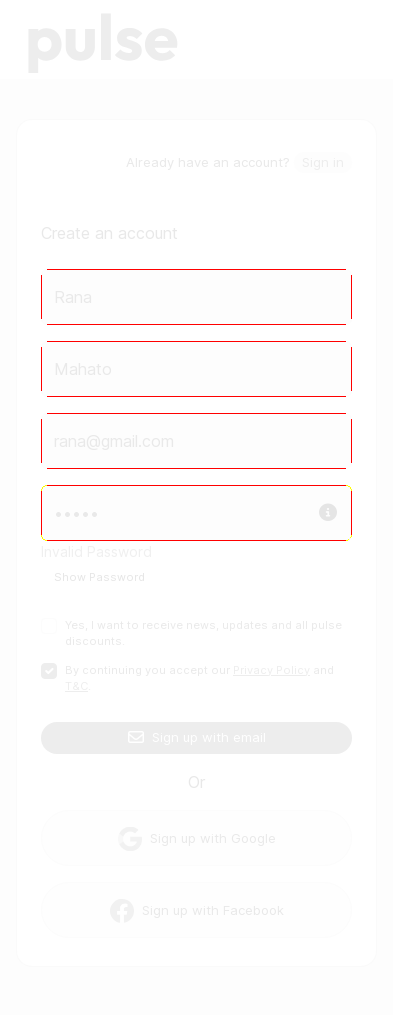 pulse
Already have an account? Sign in
Create an account
Rana
Mahato
rana@gmail.com
•••••
Invalid Password
Show Password
Yes, I want to receive news, updates and all pulse
discounts.
By continuing you accept our Privacy Policy and
T&C.
Sign up with email
Or
Sign up with Google
Sign up with Facebook